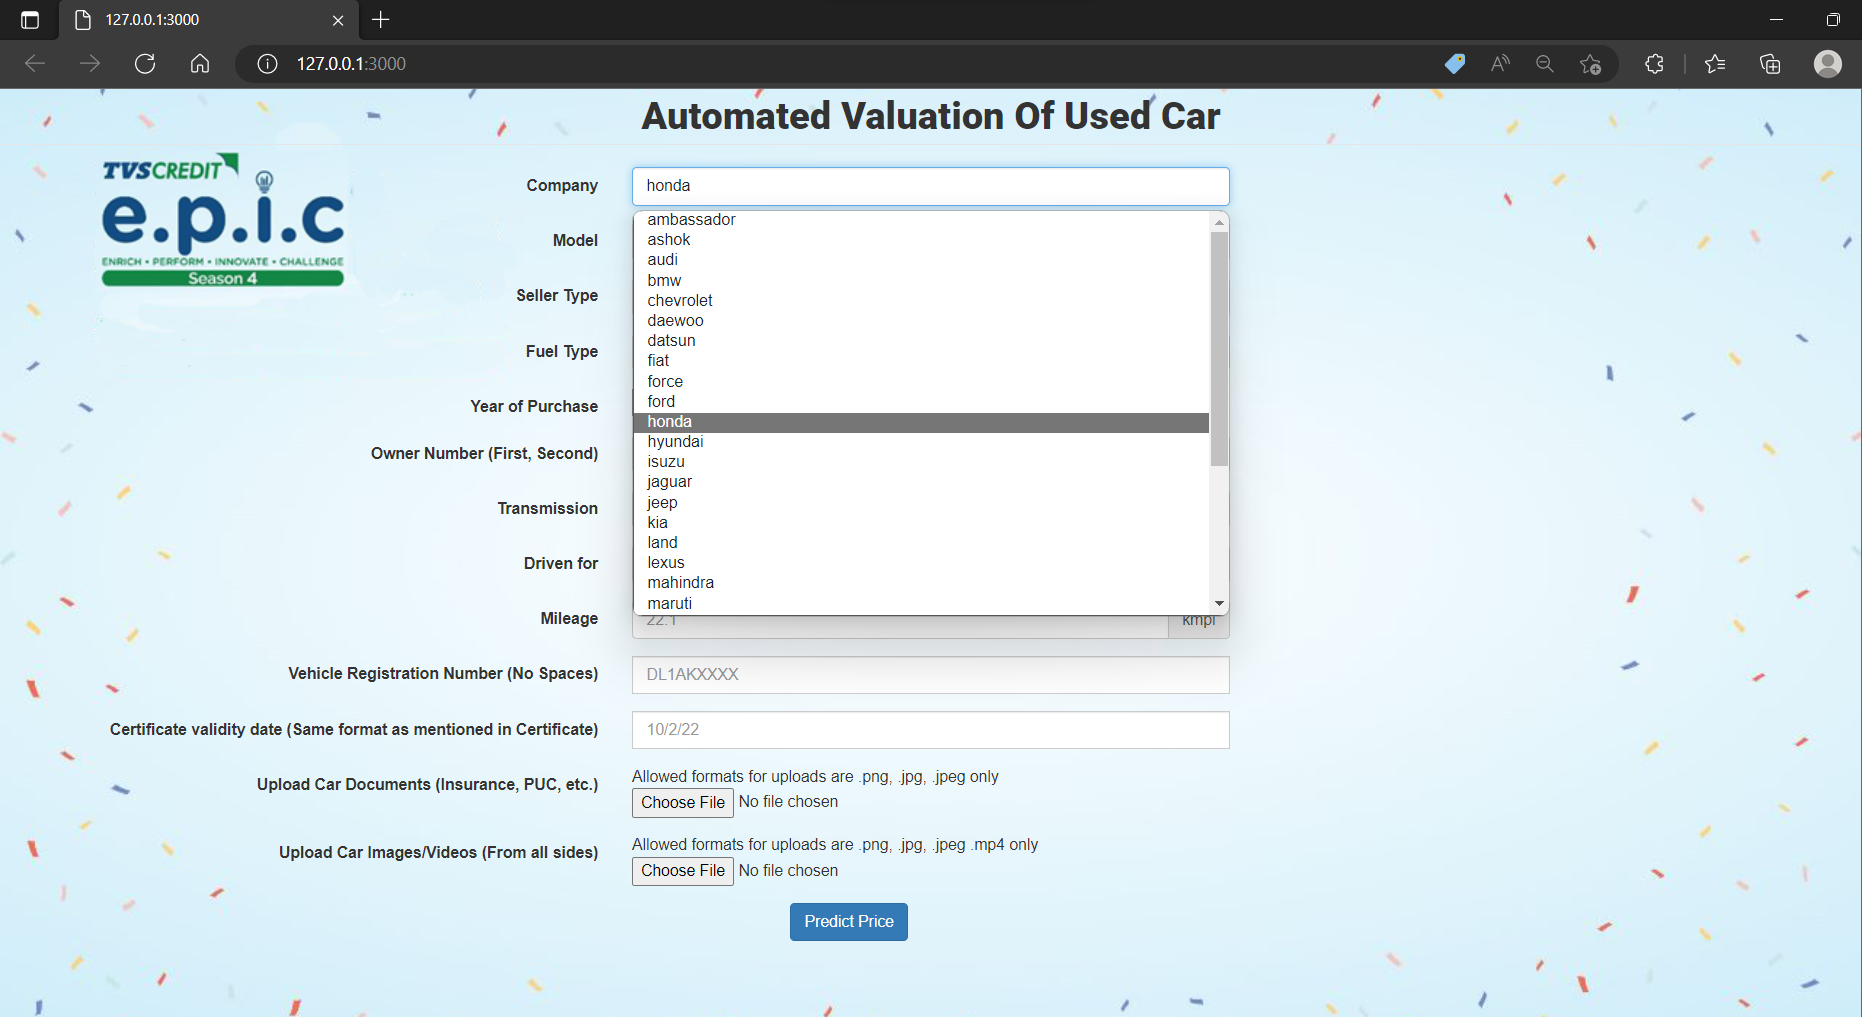 127.0.0.1:3000
127.0.0.1:3000
Automated Valuation Of Used Car
TVS CREDIT
e.p.i.c
ENRICH • PERFORM • INNOVATE • CHALLENGE
Season 4
Company
honda
ambassador
ashok
audi
bmw
chevrolet
daewoo
datsun
fiat
force
ford
honda
hyundai
isuzu
jaguar
jeep
kia
land
lexus
mahindra
maruti
Model
Seller Type
Fuel Type
Year of Purchase
Owner Number (First, Second)
Transmission
Driven for
Mileage
22.1 kmpl
Vehicle Registration Number (No Spaces)
DL1AKXXXX
Certificate validity date (Same format as mentioned in Certificate)
10/2/22
Upload Car Documents (Insurance, PUC, etc.)
Allowed formats for uploads are .png, .jpg, .jpeg only
Choose File No file chosen
Upload Car Images/Videos (From all sides)
Allowed formats for uploads are .png, .jpg, .jpeg .mp4 only
Choose File No file chosen
Predict Price